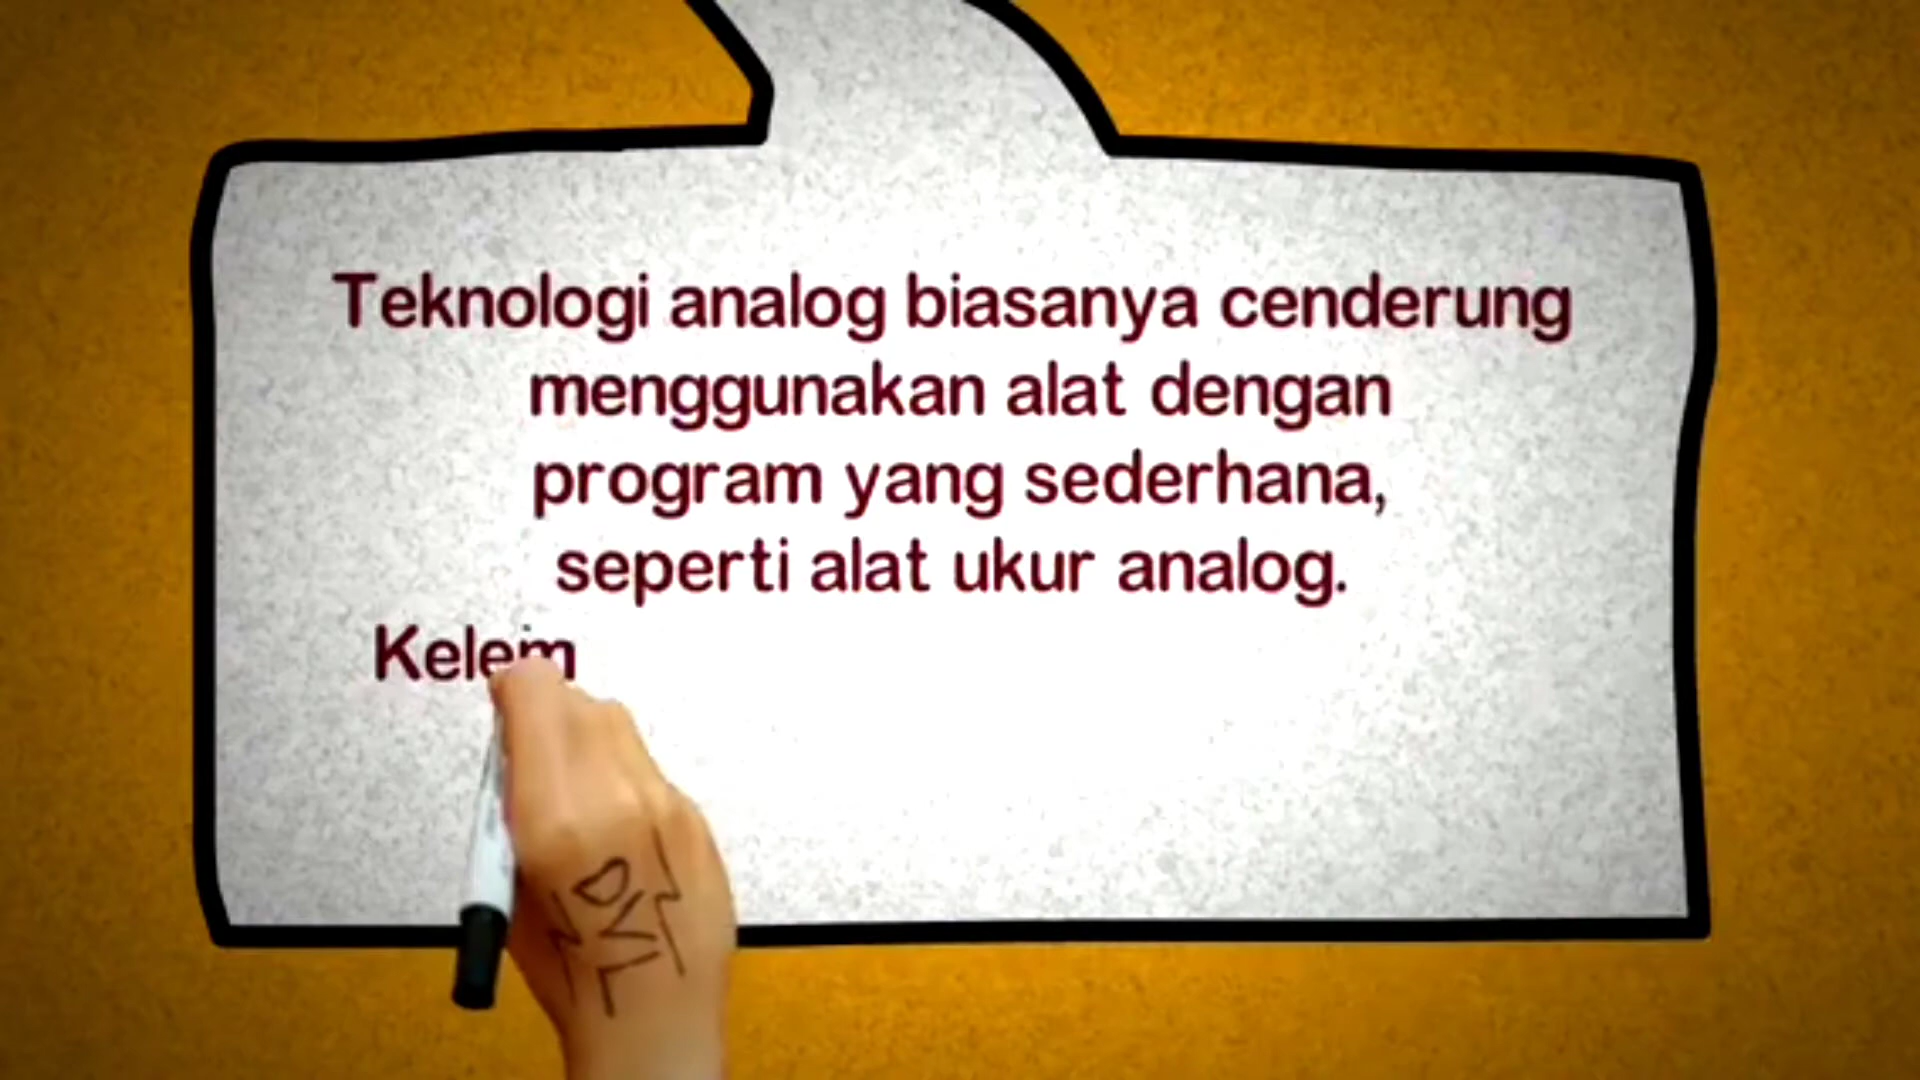 Teknologi analog biasanya cenderung
menggunakan alat dengan
program yang sederhana,
seperti alat ukur analog.
Kelem